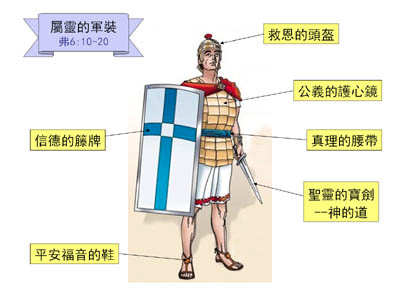 屬靈的軍裝
弗6:10-20
救恩的頭盔
公義的護心鏡
信德的籐牌
真理的腰帶
聖靈的寶劍
--神的道
平安福音的鞋